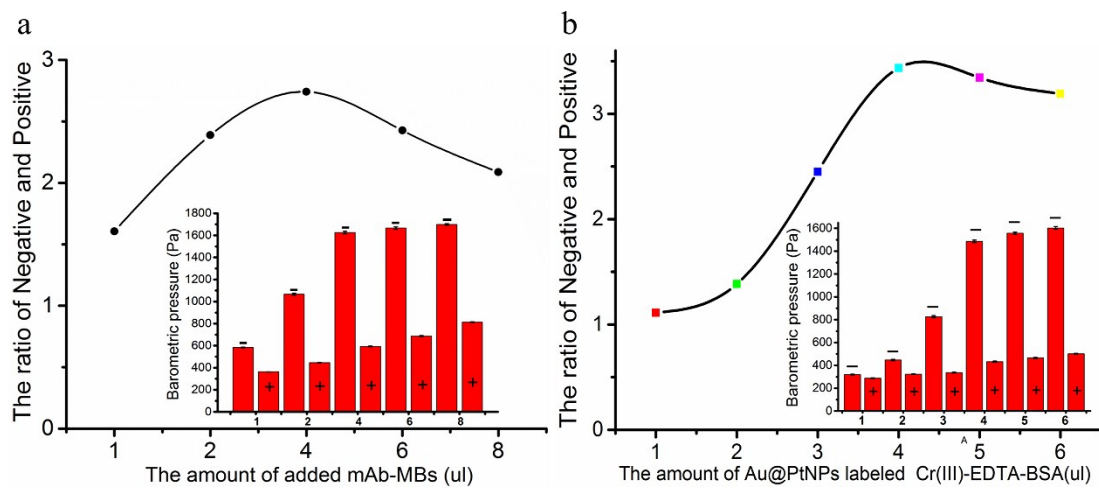 a
The ratio of Negative and Positive
3
2
1
0
1 2 4 6 8
The amount of added mAb-MBs (ul)
Barometric pressure (Pa)
1800
1600
1400
1200
1000
800
600
400
200
0
- - - - -
+ + + + +
1 2 4 6 8
b
The ratio of Negative and Positive
3
2
1
0
1 2 3 4 5 6
A
The amount of Au@PtNPs labeled Cr(III)-EDTA-BSA(ul)
Barometric pressure (Pa)
1600
1400
1200
1000
800
600
400
200
0
— — — — — —
+ + + + + +
1 2 3 4 5 6